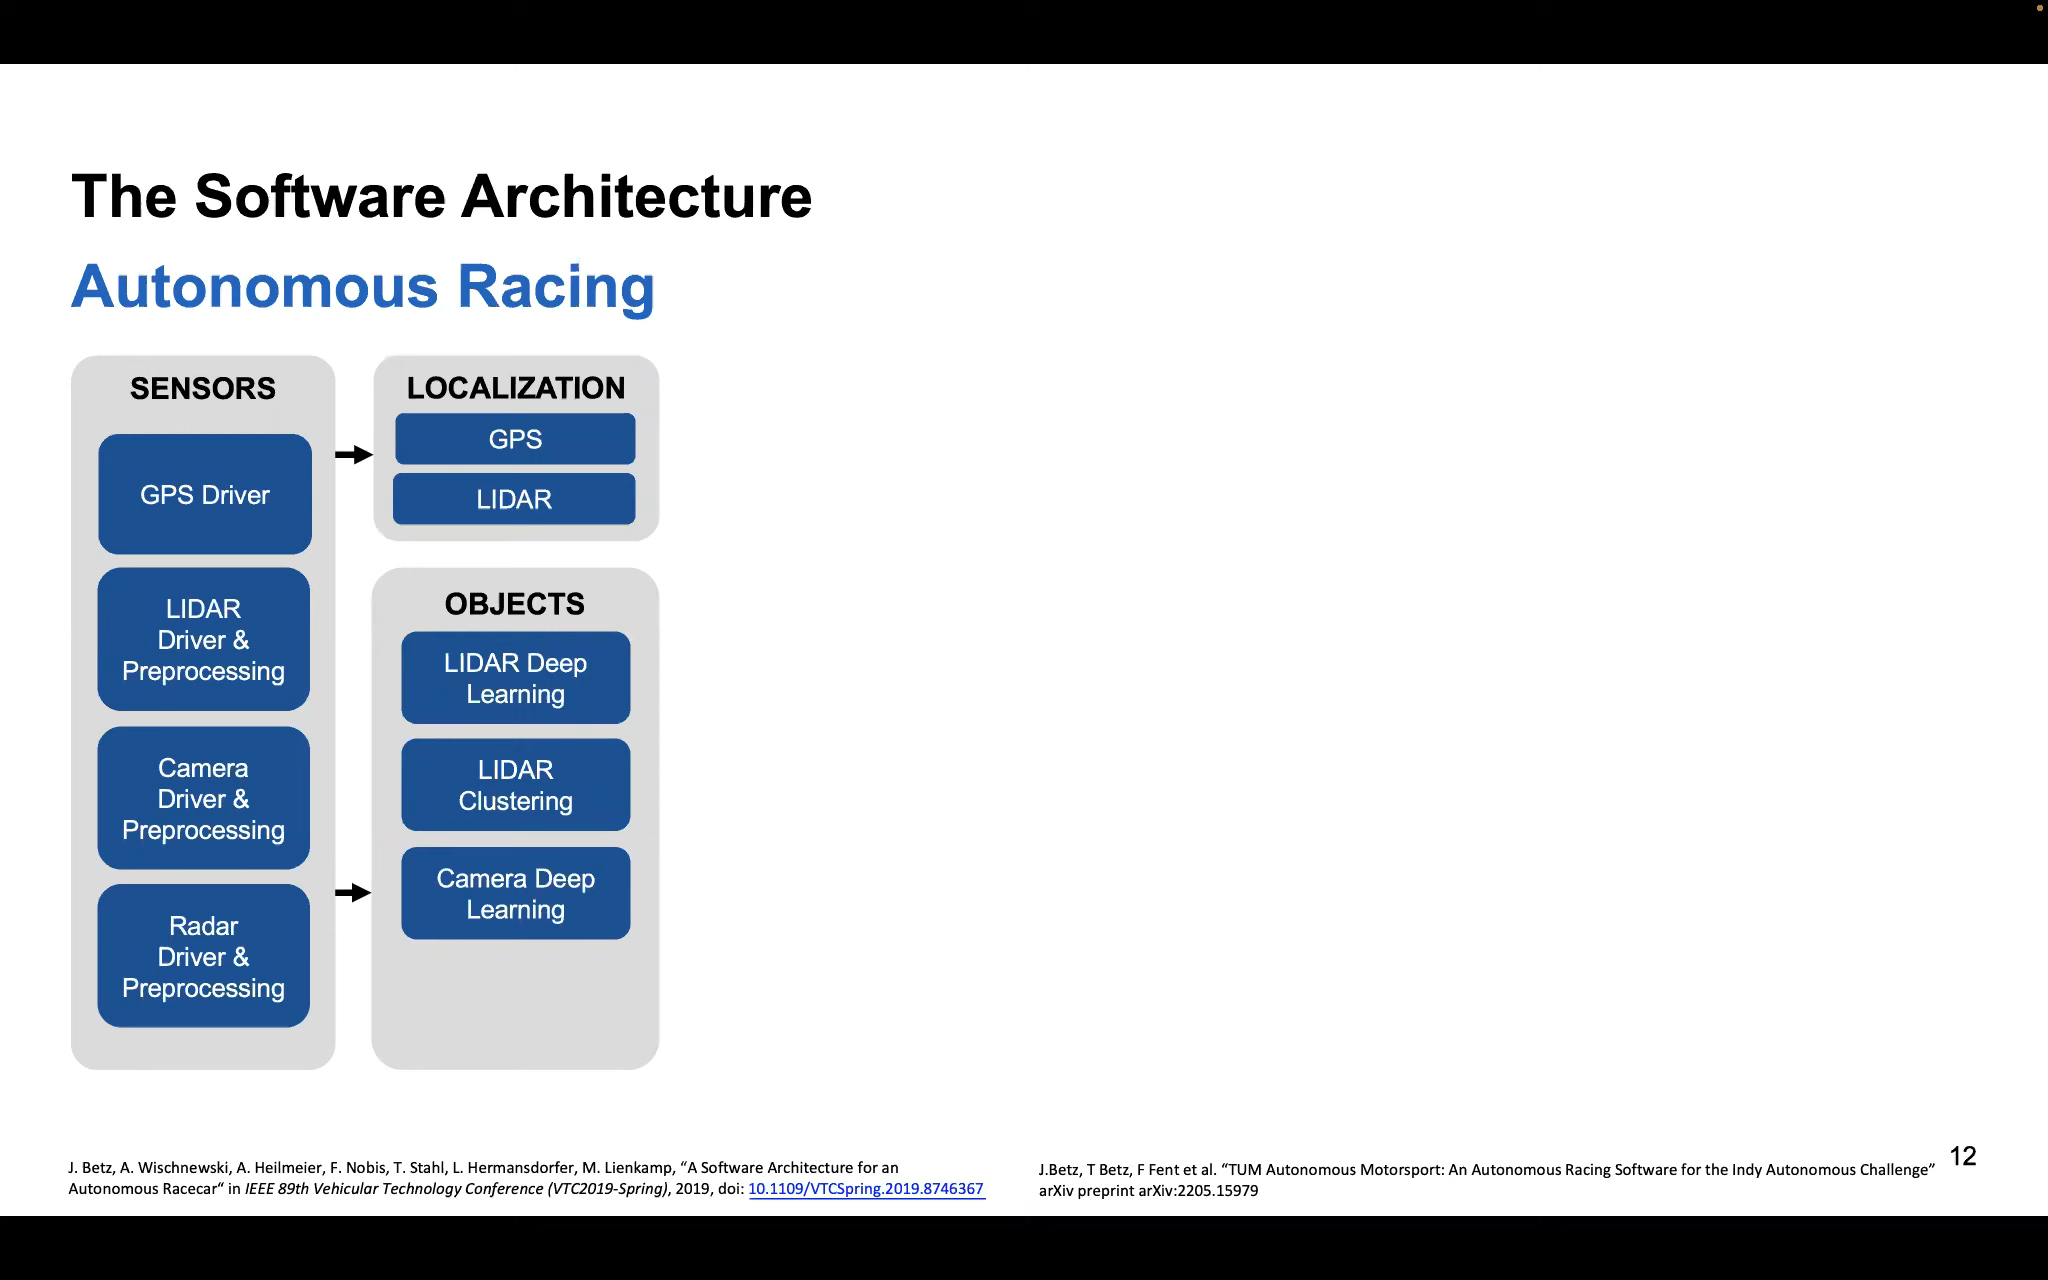 The Software Architecture
Autonomous Racing
SENSORS
GPS Driver
LIDAR
Driver &
Preprocessing
Camera
Driver &
Preprocessing
Radar
Driver &
Preprocessing
LOCALIZATION
GPS
LIDAR
OBJECTS
LIDAR Deep
Learning
LIDAR
Clustering
Camera Deep
Learning
J. Betz, A. Wischnewski, A. Heilmeier, F. Nobis, T. Stahl, L. Hermansdorfer, M. Lienkamp, “A Software Architecture for an
Autonomous Racecar“ in IEEE 89th Vehicular Technology Conference (VTC2019-Spring), 2019, doi: 10.1109/VTCSpring.2019.8746367
J.Betz, T Betz, F Fent et al. “TUM Autonomous Motorsport: An Autonomous Racing Software for the Indy Autonomous Challenge”
arXiv preprint arXiv:2205.15979
12